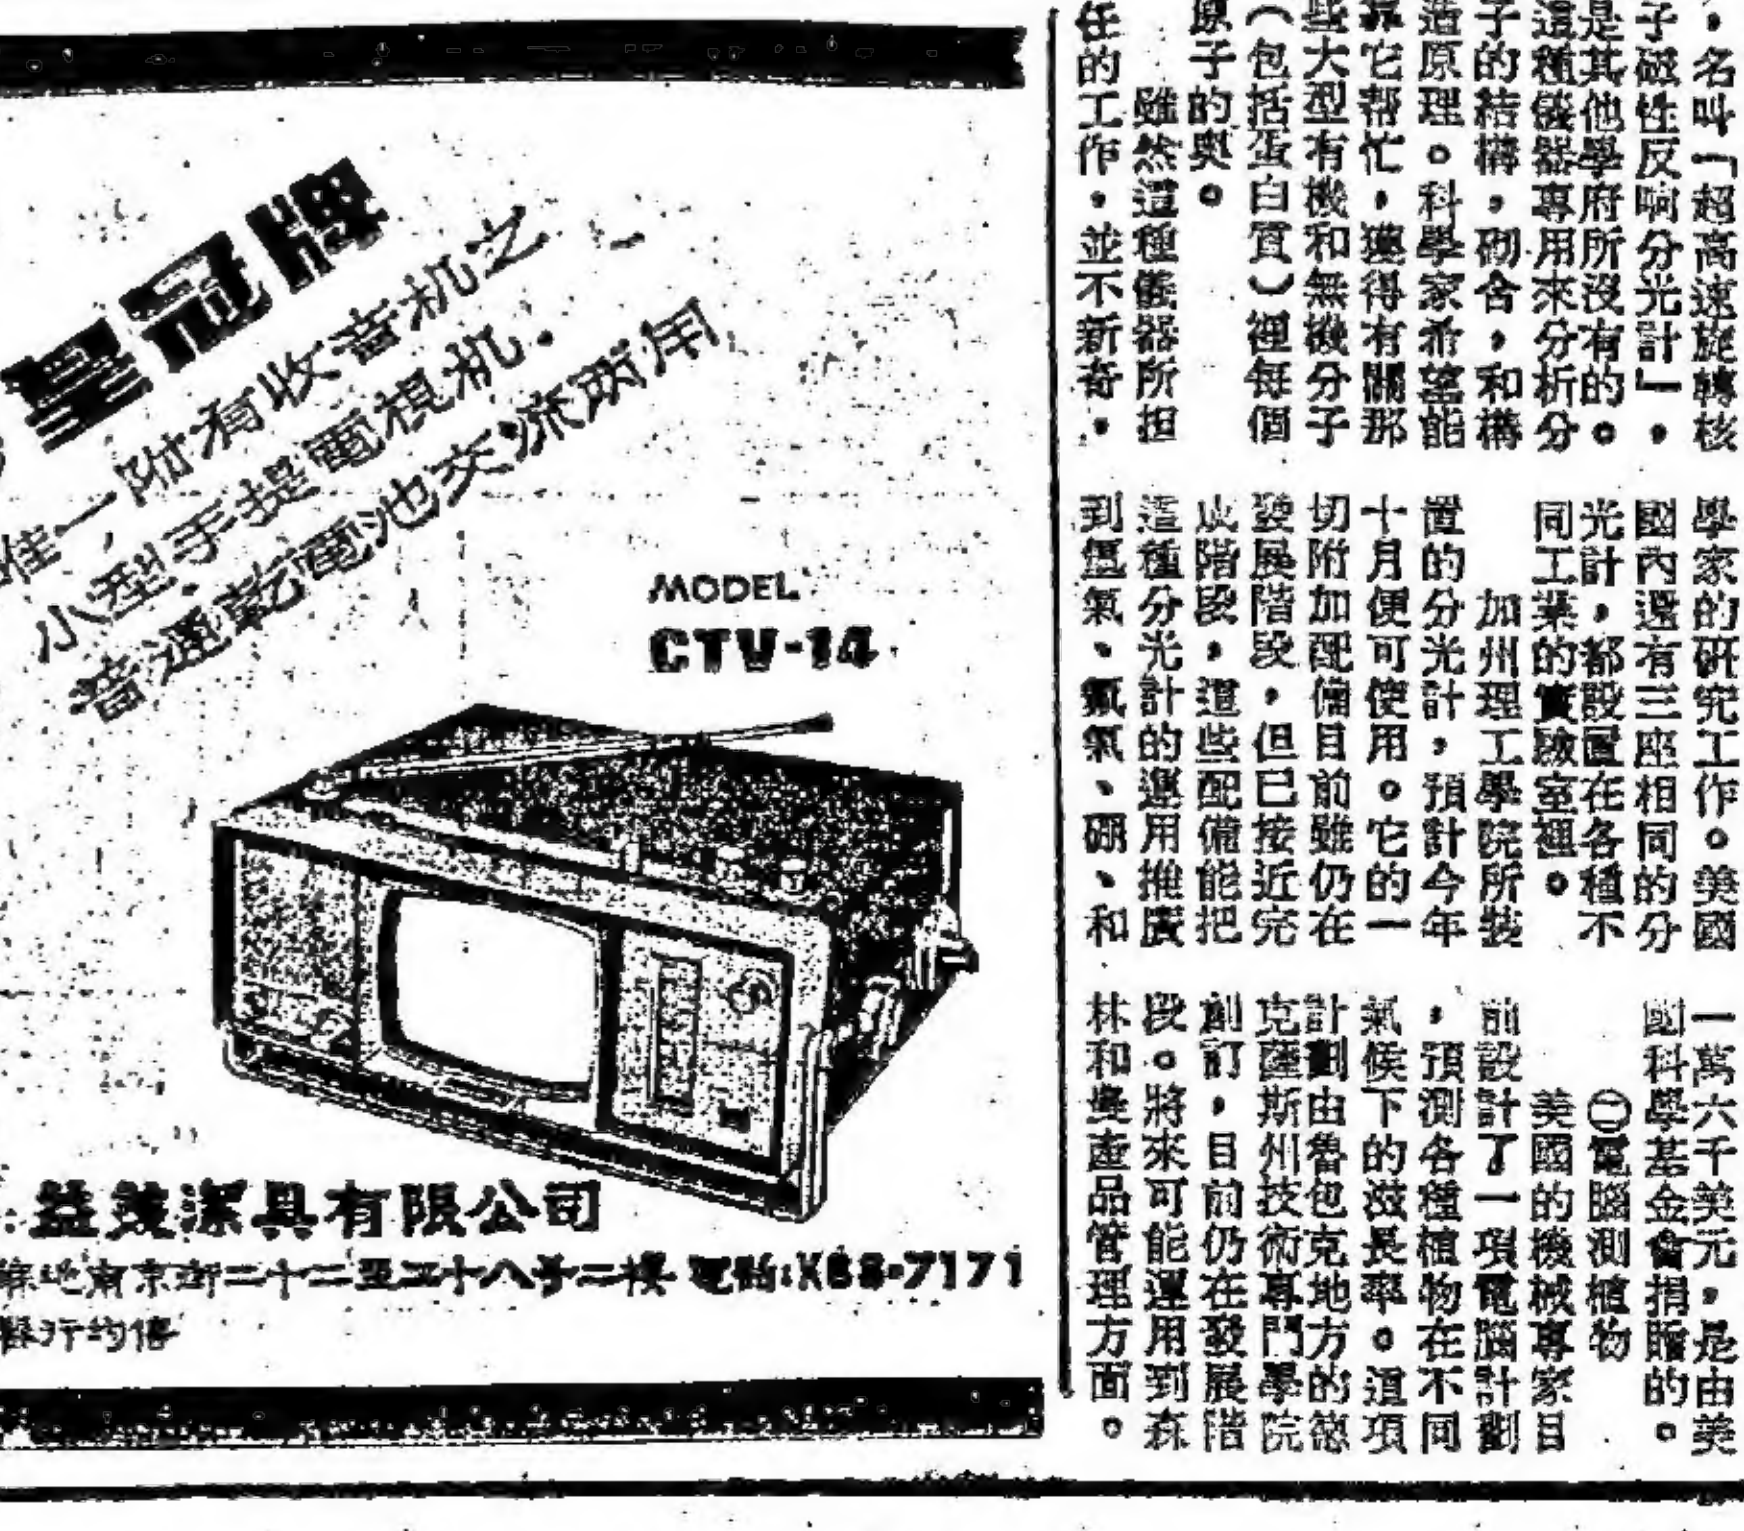 皇冠牌
唯一附有收音机之
小型手提電視机.
普通乾電池交流兩用
MODEL
CTV-14
潔具有限公司
南京街二十二至二十八号二楼 電話:K68-7171
行均售
，名叫「超高速旋轉核
子磁性反响分光計」，
是其他學府所沒有的。
這種儀器專用來分析分
子的結構，砌合，和構
造原理。科學家希望能
靠它帮忙，獲得有關那
些大型有機和無機分子
（包括蛋白質）裡每個
原子的奥。
雖然這種儀器所担
任的工作，並不新奇，
學家的研究工作。美國
國內還有三座相同的分
光計，都設置在各種不
同工業的實驗室裡。
加州理工學院所裝
置的分光計，預計今年
十月便可使用。它的一
切附加配備目前雖仍在
發展階段，但已接近完
成階段，這些配備能把
這種分光計的運用推廣
到氫氣、氟氣、硼、和
一萬六千美元，是由美
國科學基金會捐贈的。
㊁電腦測植物
美國的機械專家目
前設計了一項電腦計劃
，預測各種植物在不同
氣候下的滋長率。這項
計劃由魯包克地方的德
克薩斯州技術專門學院
創訂，目前仍在發展階
段。將來可能運用到森
林和農產品管理方面。